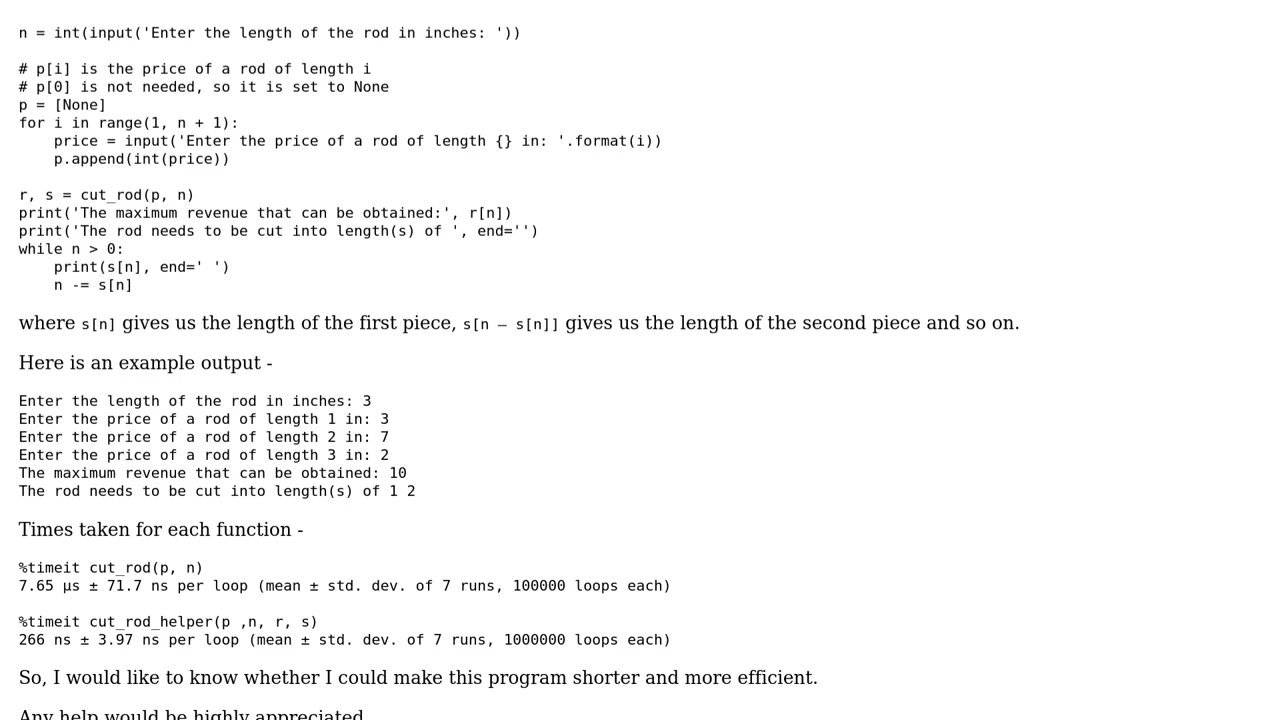 n = int(input('Enter the length of the rod in inches: '))
# p[i] is the price of a rod of length i
# p[0] is not needed, so it is set to None
p = [None]
for i in range(1, n + 1):
    price = input('Enter the price of a rod of length {} in: '.format(i))
    p.append(int(price))
r, s = cut_rod(p, n)
print('The maximum revenue that can be obtained:', r[n])
print('The rod needs to be cut into length(s) of ', end='')
while n > 0:
    print(s[n], end=' ')
    n -= s[n]
where s[n] gives us the length of the first piece, s[n – s[n]] gives us the length of the second piece and so on.
Here is an example output -
Enter the length of the rod in inches: 3
Enter the price of a rod of length 1 in: 3
Enter the price of a rod of length 2 in: 7
Enter the price of a rod of length 3 in: 2
The maximum revenue that can be obtained: 10
The rod needs to be cut into length(s) of 1 2
Times taken for each function -
%timeit cut_rod(p, n)
7.65 µs ± 71.7 ns per loop (mean ± std. dev. of 7 runs, 100000 loops each)
%timeit cut_rod_helper(p ,n, r, s)
266 ns ± 3.97 ns per loop (mean ± std. dev. of 7 runs, 1000000 loops each)
So, I would like to know whether I could make this program shorter and more efficient.
Any help would be highly appreciated